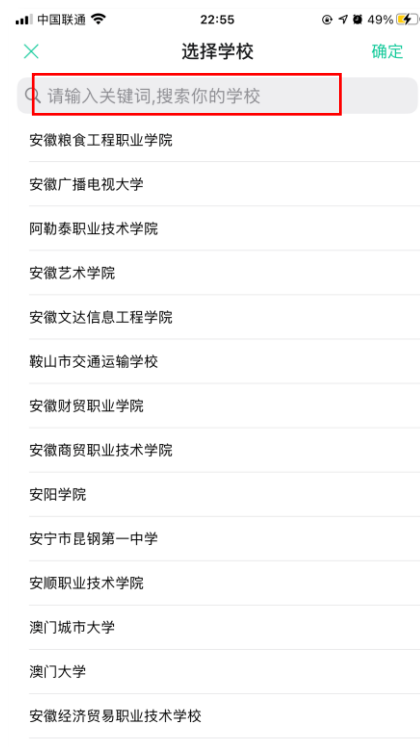 中国联通 22:55 49%
选择学校 确定
请输入关键词,搜索你的学校
安徽粮食工程职业学院
安徽广播电视大学
阿勒泰职业技术学院
安徽艺术学院
安徽文达信息工程学院
鞍山市交通运输学校
安徽财贸职业学院
安徽商贸职业技术学院
安阳学院
安宁市昆钢第一中学
安顺职业技术学院
澳门城市大学
澳门大学
安徽经济贸易职业技术学校